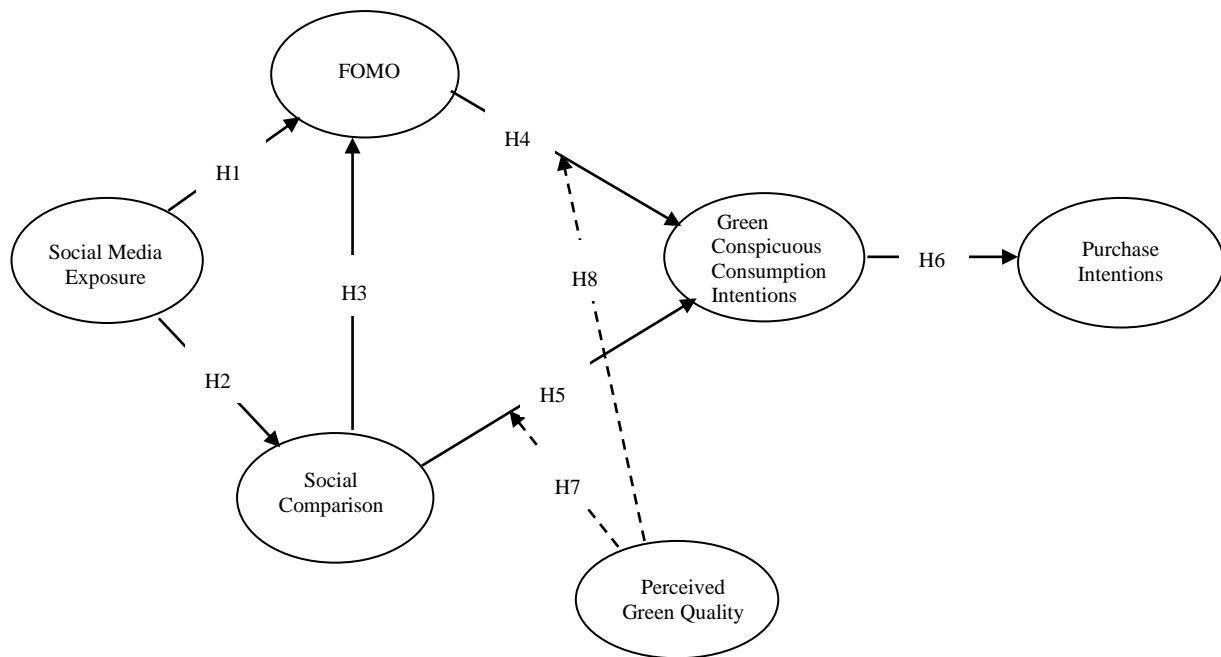 FOMO
H4
H1
Social Media
Exposure
Green
Conspicuous
Consumption
Intentions
H6
Purchase
Intentions
H8
H3
H2
H5
Social
Comparison
H7
Perceived
Green Quality